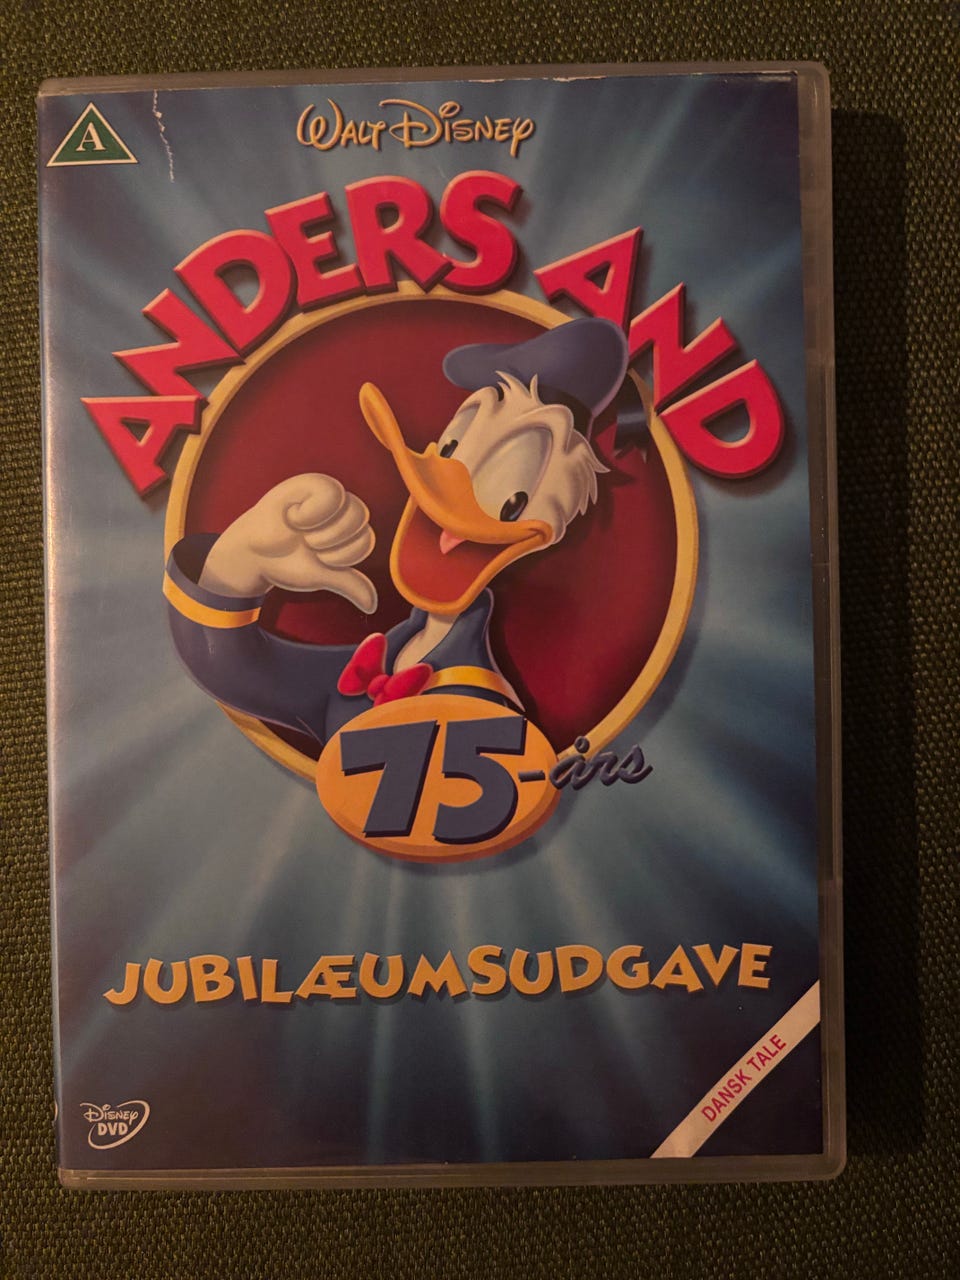 A
WALT DISNEY
ANDERS AND
75-års
JUBILÆUMSUDGAVE
DANSK TALE
DISNEY
DVD